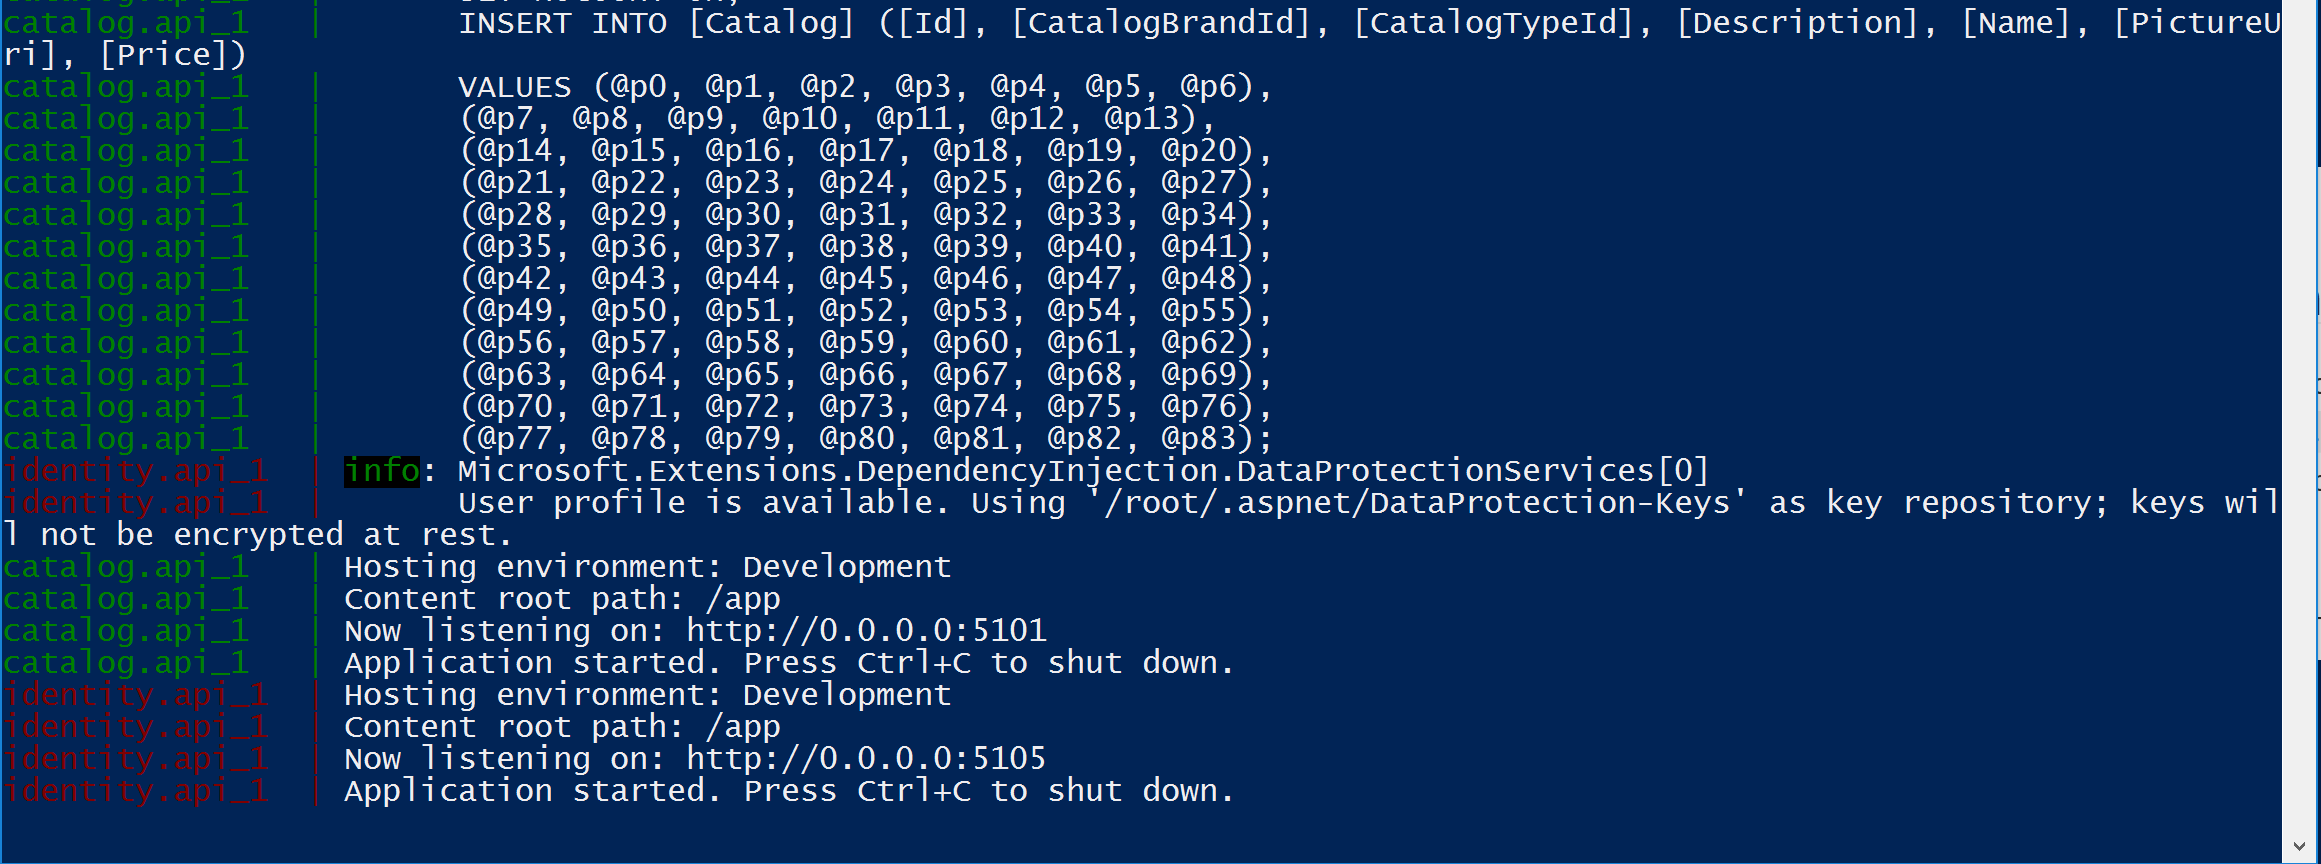 catalog.api_1   |       INSERT INTO [Catalog] ([Id], [CatalogBrandId], [CatalogTypeId], [Description], [Name], [PictureU
ri], [Price])
catalog.api_1   |       VALUES (@p0, @p1, @p2, @p3, @p4, @p5, @p6),
catalog.api_1   |       (@p7, @p8, @p9, @p10, @p11, @p12, @p13),
catalog.api_1   |       (@p14, @p15, @p16, @p17, @p18, @p19, @p20),
catalog.api_1   |       (@p21, @p22, @p23, @p24, @p25, @p26, @p27),
catalog.api_1   |       (@p28, @p29, @p30, @p31, @p32, @p33, @p34),
catalog.api_1   |       (@p35, @p36, @p37, @p38, @p39, @p40, @p41),
catalog.api_1   |       (@p42, @p43, @p44, @p45, @p46, @p47, @p48),
catalog.api_1   |       (@p49, @p50, @p51, @p52, @p53, @p54, @p55),
catalog.api_1   |       (@p56, @p57, @p58, @p59, @p60, @p61, @p62),
catalog.api_1   |       (@p63, @p64, @p65, @p66, @p67, @p68, @p69),
catalog.api_1   |       (@p70, @p71, @p72, @p73, @p74, @p75, @p76),
catalog.api_1   |       (@p77, @p78, @p79, @p80, @p81, @p82, @p83);
identity.api_1  | info: Microsoft.Extensions.DependencyInjection.DataProtectionServices[0]
identity.api_1  |       User profile is available. Using '/root/.aspnet/DataProtection-Keys' as key repository; keys wil
l not be encrypted at rest.
catalog.api_1   | Hosting environment: Development
catalog.api_1   | Content root path: /app
catalog.api_1   | Now listening on: http://0.0.0.0:5101
catalog.api_1   | Application started. Press Ctrl+C to shut down.
identity.api_1  | Hosting environment: Development
identity.api_1  | Content root path: /app
identity.api_1  | Now listening on: http://0.0.0.0:5105
identity.api_1  | Application started. Press Ctrl+C to shut down.